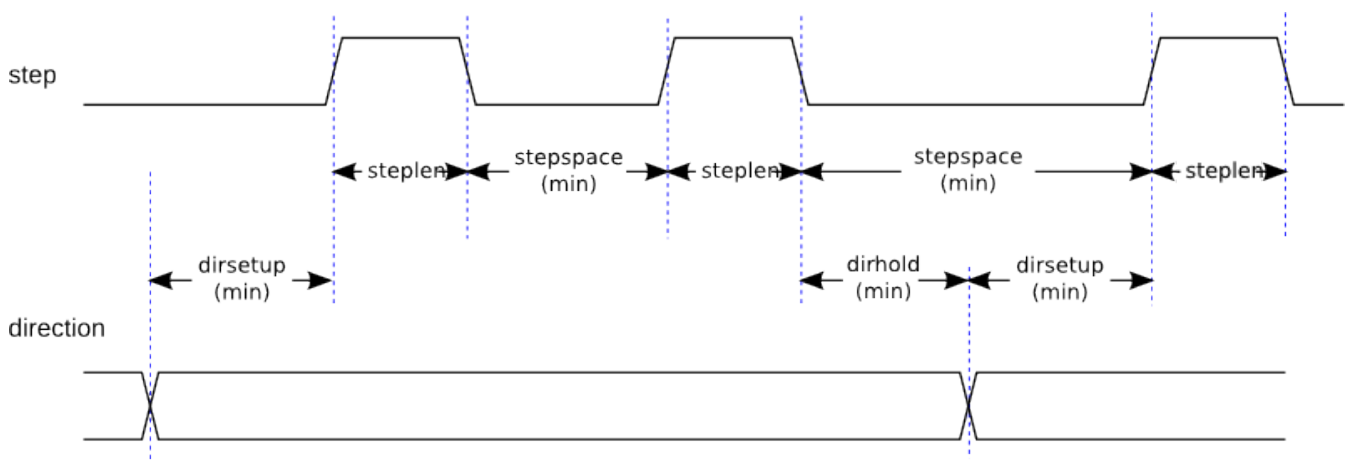 step
steplen
stepspace
(min)
steplen
stepspace
(min)
steplen
dirsetup
(min)
dirhold
(min)
dirsetup
(min)
direction